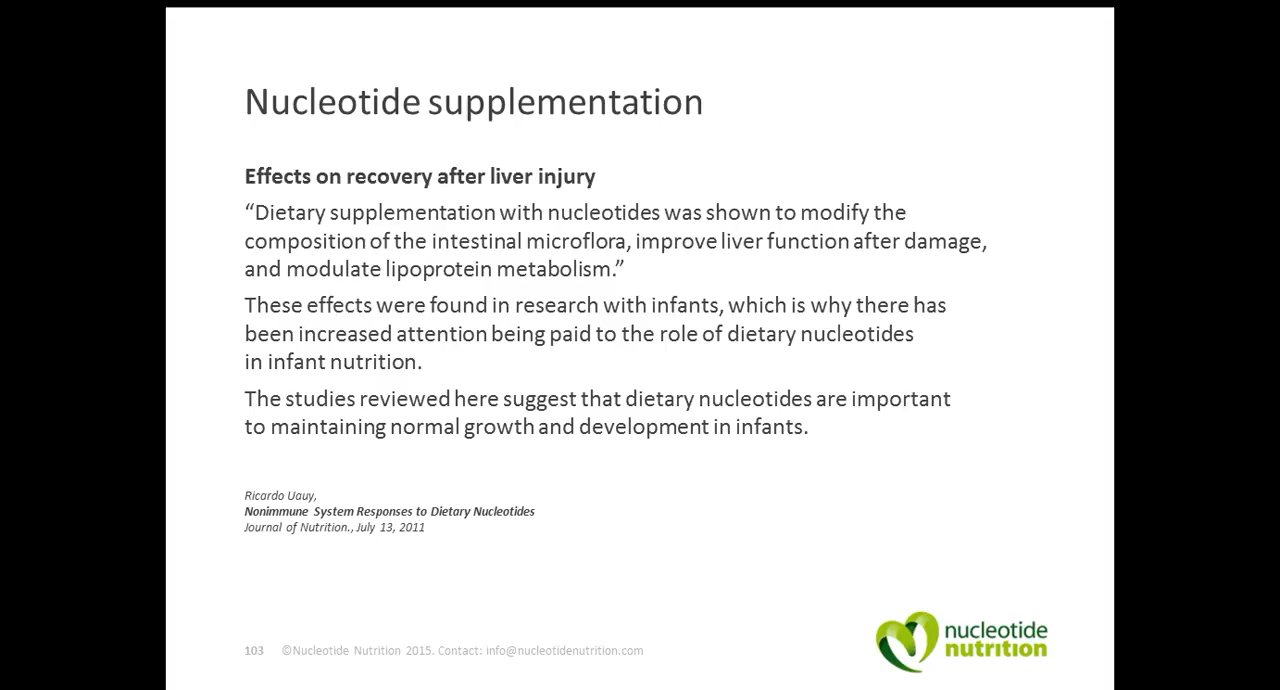 Nucleotide supplementation
Effects on recovery after liver injury
“Dietary supplementation with nucleotides was shown to modify the
composition of the intestinal microflora, improve liver function after damage,
and modulate lipoprotein metabolism.”
These effects were found in research with infants, which is why there has
been increased attention being paid to the role of dietary nucleotides
in infant nutrition.
The studies reviewed here suggest that dietary nucleotides are important
to maintaining normal growth and development in infants.
Ricardo Uauy,
Nonimmune System Responses to Dietary Nucleotides
Journal of Nutrition., July 13, 2011
103 ©Nucleotide Nutrition 2015. Contact: info@nucleotidenutrition.com
nucleotide
nutrition